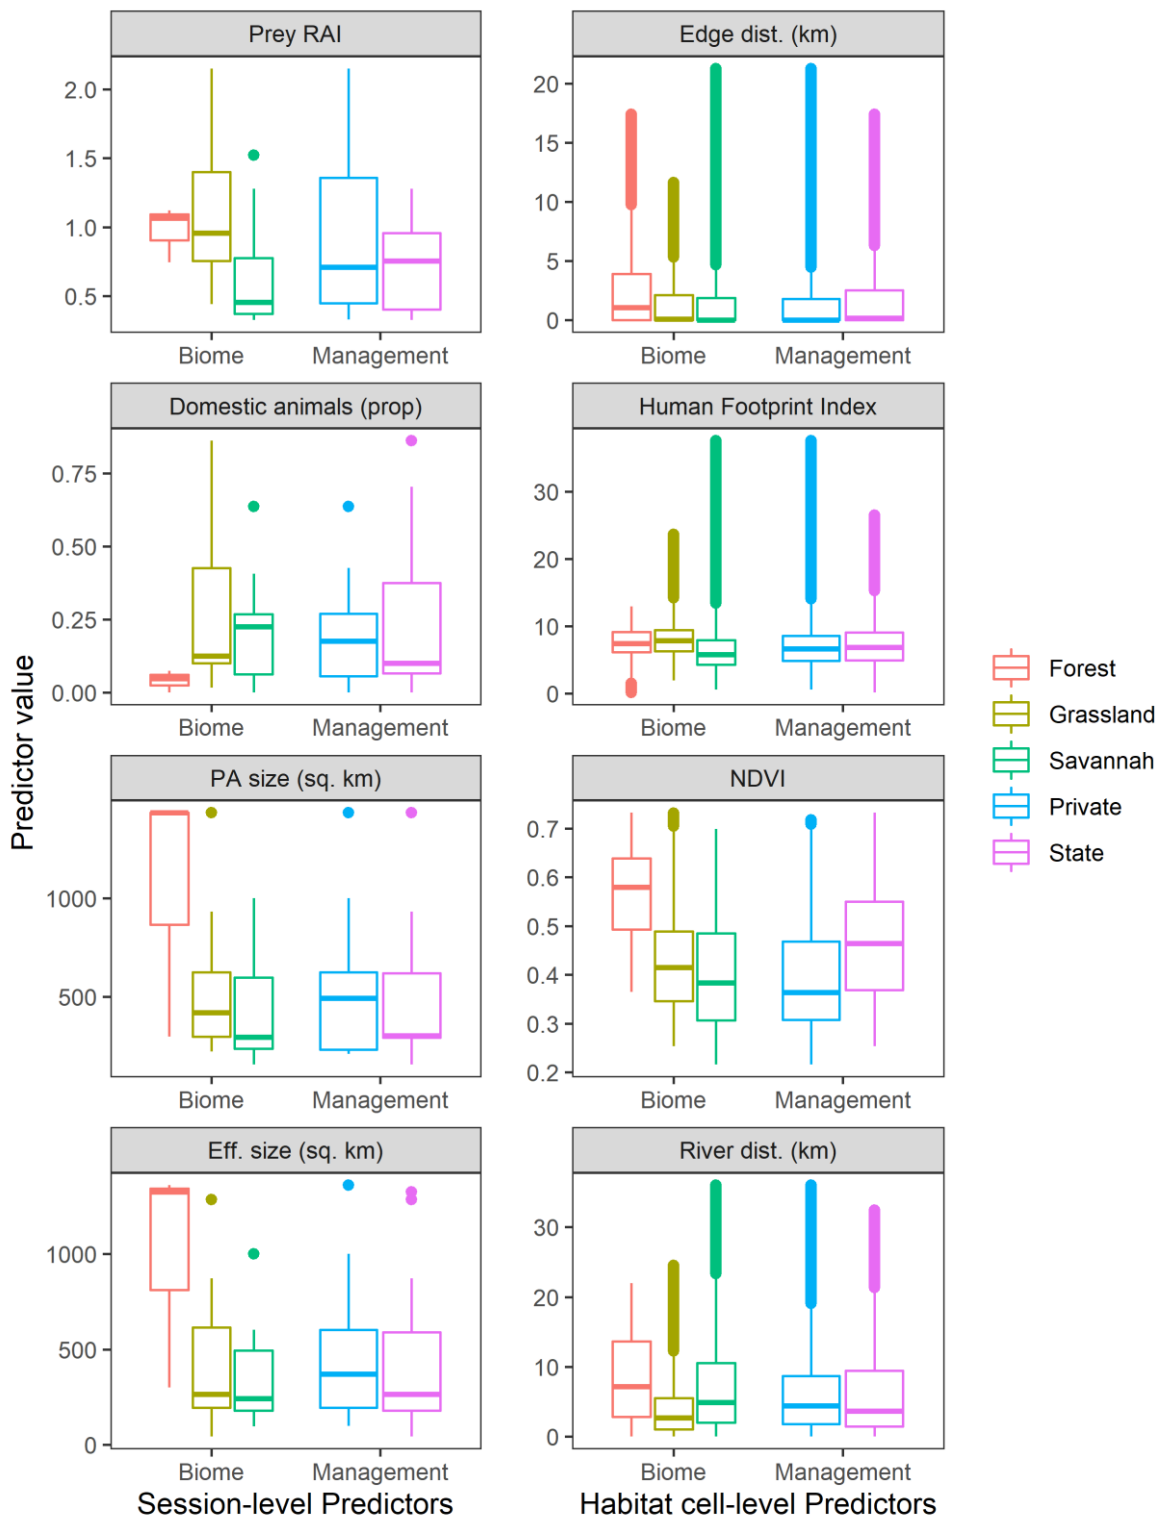 Prey RAI
Edge dist. (km)
2.0
1.5
1.0
0.5
20
15
10
5
0
Biome Management
Biome Management
Domestic animals (prop)
Human Footprint Index
0.75
0.50
0.25
0.00
30
20
10
0
Biome Management
Biome Management
PA size (sq. km)
NDVI
1000
500
0.7
0.6
0.5
0.4
0.3
0.2
Biome Management
Biome Management
Eff. size (sq. km)
River dist. (km)
1000
500
0
30
20
10
0
Biome Management
Biome Management
Session-level Predictors
Habitat cell-level Predictors
Predictor value
Forest
Grassland
Savannah
Private
State